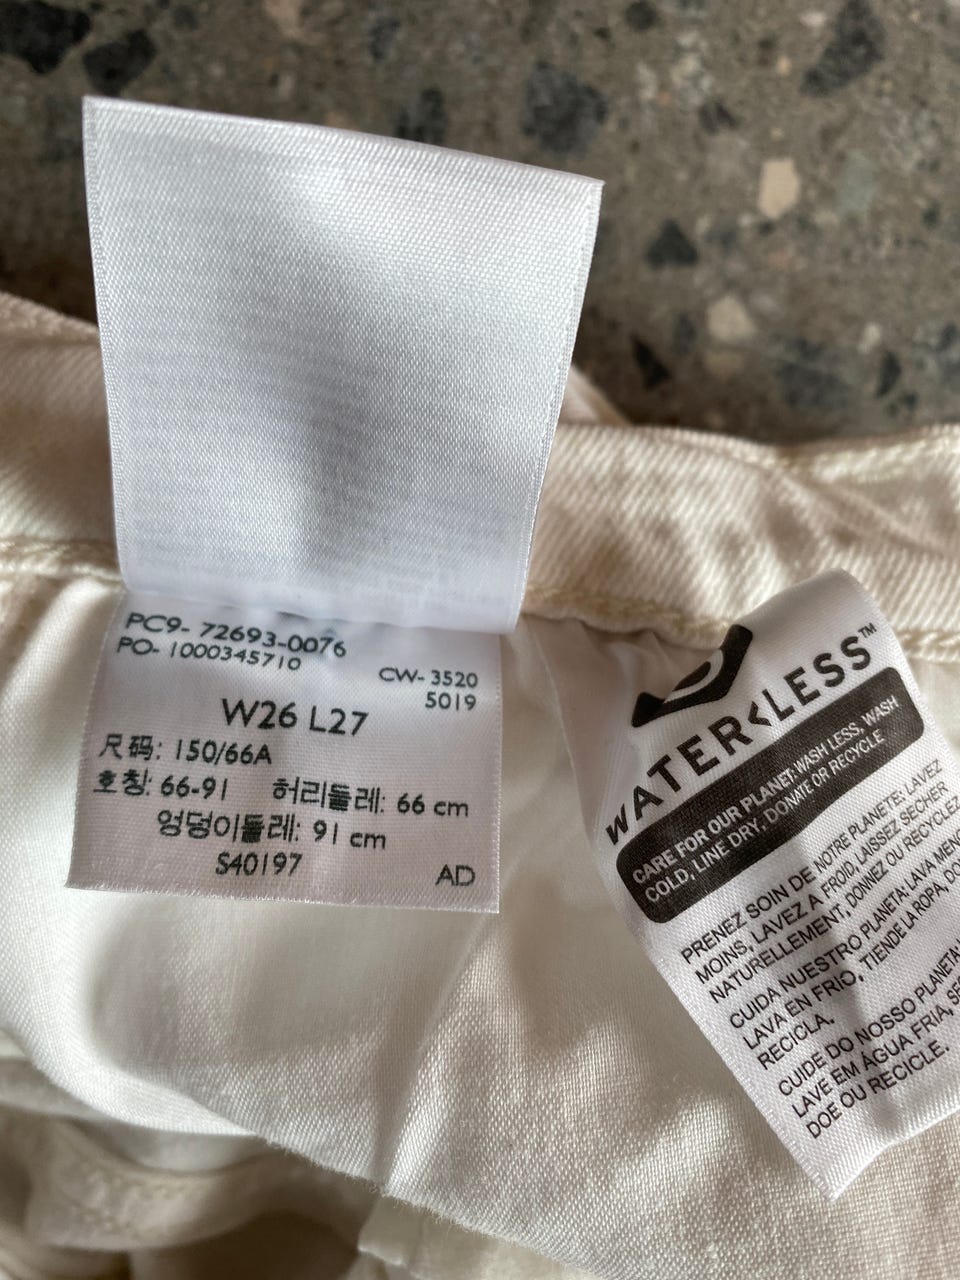 PC9- 72693-0076
PO- 1000345710
CW- 3520
5019
W26 L27
尺码: 150/66A
호칭: 66-91 허리둘레: 66 cm
엉덩이둘레: 91 cm
S40197
AD
WATER<LESS™
CARE FOR OUR PLANET: WASH LESS, WASH
COLD, LINE DRY, DONATE OR RECYCLE
PRENEZ SOIN DE NOTRE PLANETE: LAVEZ
MOINS, LAVEZ A FROID, LAISSEZ SECHER
NATURELLEMENT, DONNEZ OU RECYCLEZ
CUIDA NUESTRO PLANETA: LAVA
LAVA EN FRIO, TIENDE LA ROPA,
RECICLA.
CUIDE DO NOSSO PLANETA:
LAVE EM ÁGUA FRIA,
DOE OU RECICLE.